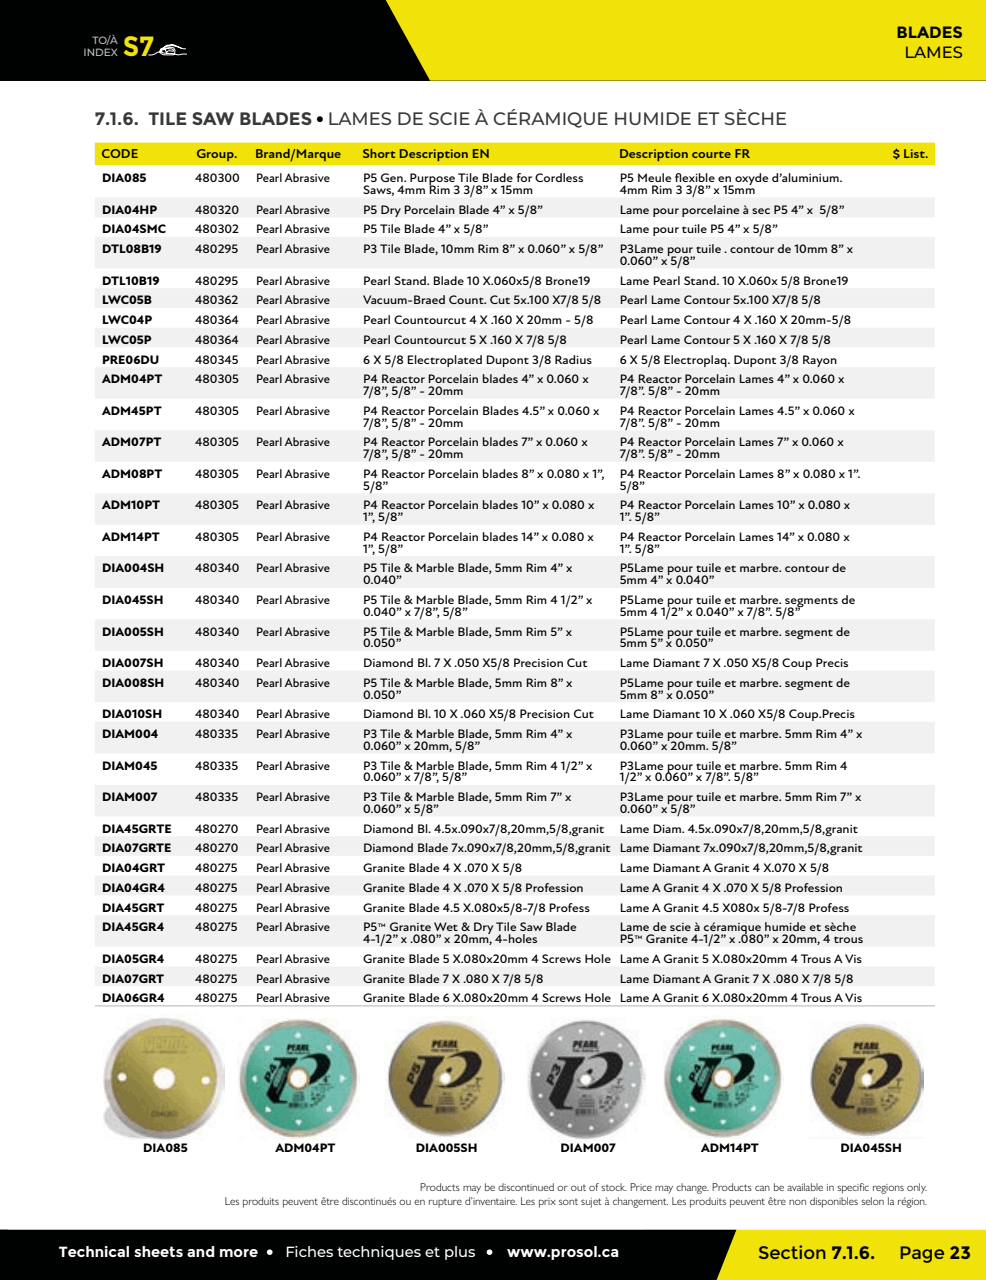 TO/À
INDEX S7
BLADES
LAMES
7.1.6. TILE SAW BLADES • LAMES DE SCIE À CÉRAMIQUE HUMIDE ET SÈCHE
CODE Group. Brand/Marque Short Description EN Description courte FR $ List.
DIA085 480300 Pearl Abrasive P5 Gen. Purpose Tile Blade for Cordless P5 Meule flexible en oxyde d’aluminium.
Saws, 4mm Rim 3 3/8” x 15mm 4mm Rim 3 3/8” x 15mm
DIA04HP 480320 Pearl Abrasive P5 Dry Porcelain Blade 4” x 5/8” Lame pour porcelaine à sec P5 4” x 5/8”
DIA04SMC 480302 Pearl Abrasive P5 Tile Blade 4” x 5/8” Lame pour tuile P5 4” x 5/8”
DTL08B19 480295 Pearl Abrasive P3 Tile Blade, 10mm Rim 8” x 0.060” x 5/8” P3Lame pour tuile . contour de 10mm 8” x
0.060” x 5/8”
DTL10B19 480295 Pearl Abrasive Pearl Stand. Blade 10 X.060x5/8 Brone19 Lame Pearl Stand. 10 X.060x 5/8 Brone19
LWC05B 480362 Pearl Abrasive Vacuum-Braed Count. Cut 5x.100 X7/8 5/8 Pearl Lame Contour 5x.100 X7/8 5/8
LWC04P 480364 Pearl Abrasive Pearl Countourcut 4 X .160 X 20mm - 5/8 Pearl Lame Contour 4 X .160 X 20mm-5/8
LWC05P 480364 Pearl Abrasive Pearl Countourcut 5 X .160 X 7/8 5/8 Pearl Lame Contour 5 X .160 X 7/8 5/8
PRE06DU 480345 Pearl Abrasive 6 X 5/8 Electroplated Dupont 3/8 Radius 6 X 5/8 Electroplaq. Dupont 3/8 Rayon
ADM04PT 480305 Pearl Abrasive P4 Reactor Porcelain blades 4” x 0.060 x P4 Reactor Porcelain Lames 4” x 0.060 x
7/8”, 5/8” - 20mm 7/8”. 5/8” - 20mm
ADM45PT 480305 Pearl Abrasive P4 Reactor Porcelain Blades 4.5” x 0.060 x P4 Reactor Porcelain Lames 4.5” x 0.060 x
7/8”, 5/8” - 20mm 7/8”. 5/8” - 20mm
ADM07PT 480305 Pearl Abrasive P4 Reactor Porcelain blades 7” x 0.060 x P4 Reactor Porcelain Lames 7” x 0.060 x
7/8”, 5/8” - 20mm 7/8”. 5/8” - 20mm
ADM08PT 480305 Pearl Abrasive P4 Reactor Porcelain blades 8” x 0.080 x 1”, P4 Reactor Porcelain Lames 8” x 0.080 x 1”.
5/8” 5/8”
ADM10PT 480305 Pearl Abrasive P4 Reactor Porcelain blades 10” x 0.080 x P4 Reactor Porcelain Lames 10” x 0.080 x
1”, 5/8” 1”. 5/8”
ADM14PT 480305 Pearl Abrasive P4 Reactor Porcelain blades 14” x 0.080 x P4 Reactor Porcelain Lames 14” x 0.080 x
1”, 5/8” 1”. 5/8”
DIA004SH 480340 Pearl Abrasive P5 Tile & Marble Blade, 5mm Rim 4” x P5Lame pour tuile et marbre. contour de
0.040” 5mm 4” x 0.040”
DIA045SH 480340 Pearl Abrasive P5 Tile & Marble Blade, 5mm Rim 4 1/2” x P5Lame pour tuile et marbre. segments de
0.040” x 7/8”, 5/8” 5mm 4 1/2” x 0.040” x 7/8”. 5/8”
DIA005SH 480340 Pearl Abrasive P5 Tile & Marble Blade, 5mm Rim 5” x P5Lame pour tuile et marbre. segment de
0.050” 5mm 5” x 0.050”
DIA007SH 480340 Pearl Abrasive Diamond Bl. 7 X .050 X5/8 Precision Cut Lame Diamant 7 X .050 X5/8 Coup Precis
DIA008SH 480340 Pearl Abrasive P5 Tile & Marble Blade, 5mm Rim 8” x P5Lame pour tuile et marbre. segment de
0.050” 5mm 8” x 0.050”
DIA010SH 480340 Pearl Abrasive Diamond Bl. 10 X .060 X5/8 Precision Cut Lame Diamant 10 X .060 X5/8 Coup.Precis
DIAM004 480335 Pearl Abrasive P3 Tile & Marble Blade, 5mm Rim 4” x P3Lame pour tuile et marbre. 5mm Rim 4” x
0.060” x 20mm, 5/8” 0.060” x 20mm. 5/8”
DIAM045 480335 Pearl Abrasive P3 Tile & Marble Blade, 5mm Rim 4 1/2” x P3Lame pour tuile et marbre. 5mm Rim 4
0.060” x 7/8”, 5/8” 1/2” x 0.060” x 7/8”. 5/8”
DIAM007 480335 Pearl Abrasive P3 Tile & Marble Blade, 5mm Rim 7” x P3Lame pour tuile et marbre. 5mm Rim 7” x
0.060” x 5/8” 0.060” x 5/8”
DIA45GRTE 480270 Pearl Abrasive Diamond Bl. 4.5x.090x7/8,20mm,5/8,granit Lame Diam. 4.5x.090x7/8,20mm,5/8,granit
DIA07GRTE 480270 Pearl Abrasive Diamond Blade 7x.090x7/8,20mm,5/8,granit Lame Diamant 7x.090x7/8,20mm,5/8,granit
DIA04GRT 480275 Pearl Abrasive Granite Blade 4 X .070 X 5/8 Lame Diamant A Granit 4 X.070 X 5/8
DIA04GR4 480275 Pearl Abrasive Granite Blade 4 X .070 X 5/8 Profession Lame A Granit 4 X .070 X 5/8 Profession
DIA45GRT 480275 Pearl Abrasive Granite Blade 4.5 X.080x5/8-7/8 Profess Lame A Granit 4.5 X080x 5/8-7/8 Profess
DIA45GR4 480275 Pearl Abrasive P5™ Granite Wet & Dry Tile Saw Blade Lame de scie à céramique humide et sèche
4-1/2” x .080” x 20mm, 4-holes P5™ Granite 4-1/2” x .080” x 20mm, 4 trous
DIA05GR4 480275 Pearl Abrasive Granite Blade 5 X.080x20mm 4 Screws Hole Lame A Granit 5 X.080x20mm 4 Trous A Vis
DIA07GRT 480275 Pearl Abrasive Granite Blade 7 X .080 X 7/8 5/8 Lame Diamant A Granit 7 X .080 X 7/8 5/8
DIA06GR4 480275 Pearl Abrasive Granite Blade 6 X.080x20mm 4 Screws Hole Lame A Granit 6 X.080x20mm 4 Trous A Vis
PEARL PEARL PEARL PEARL PEARL PEARL
P4 P5 P3 P4 P5
DIA085 ADM04PT DIA005SH DIAM007 ADM14PT DIA045SH
Products may be discontinued or out of stock. Price may change. Products can be available in specific regions only.
Les produits peuvent être discontinués ou en rupture d’inventaire. Les prix sont sujet à changement. Les produits peuvent être non disponibles selon la région.
Technical sheets and more • Fiches techniques et plus • www.prosol.ca
Section 7.1.6. Page 23